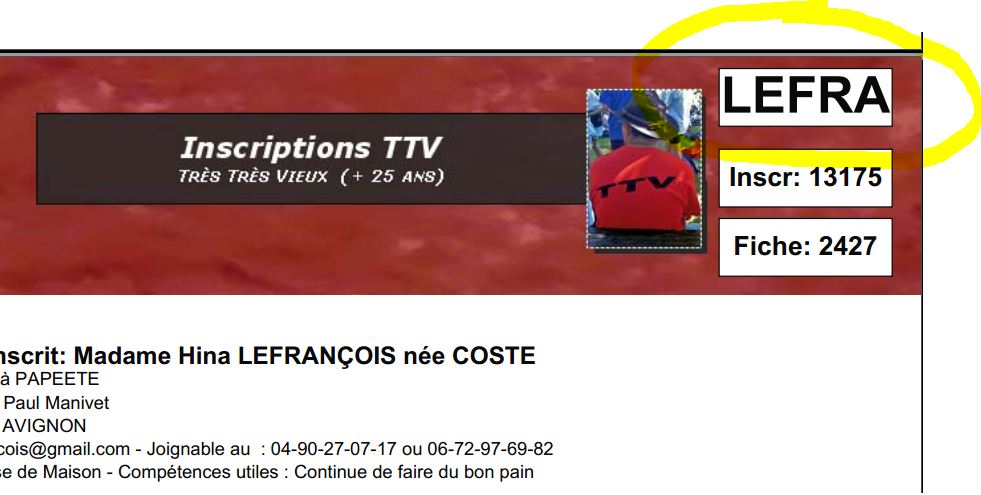 LEFRA
Inscriptions TTV
TRÈS TRÈS VIEUX (+ 25 ANS)
TTV
Inscr: 13175
Fiche: 2427
nscrit: Madame Hina LEFRANÇOIS née COSTE
à PAPEETE
Paul Manivet
AVIGNON
cois@gmail.com - Joignable au : 04-90-27-07-17 ou 06-72-97-69-82
se de Maison - Compétences utiles : Continue de faire du bon pain